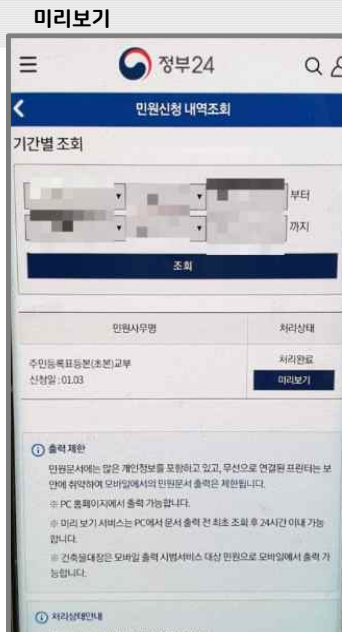 미리보기
정부24
민원신청 내역조회
기간별 조회
부터
까지
조회
민원사무명 처리상태
주민등록표등본(초본)교부 처리완료
신청일 : 01.03 미리보기
출력 제한
민원문서에는 많은 개인정보를 포함하고 있고, 무선으로 연결된 프린터는 보
안에 취약하여 모바일에서의 민원문서 출력은 제한됩니다.
※ PC 홈페이지에서 출력 가능합니다.
※ 미리 보기 서비스는 PC에서 문서 출력 전 최초 조회 후 24시간 이내 가능
합니다.
※ 건축물대장은 모바일 출력 시범서비스 대상 민원으로 모바일에서 출력 가
능합니다.
처리상태안내